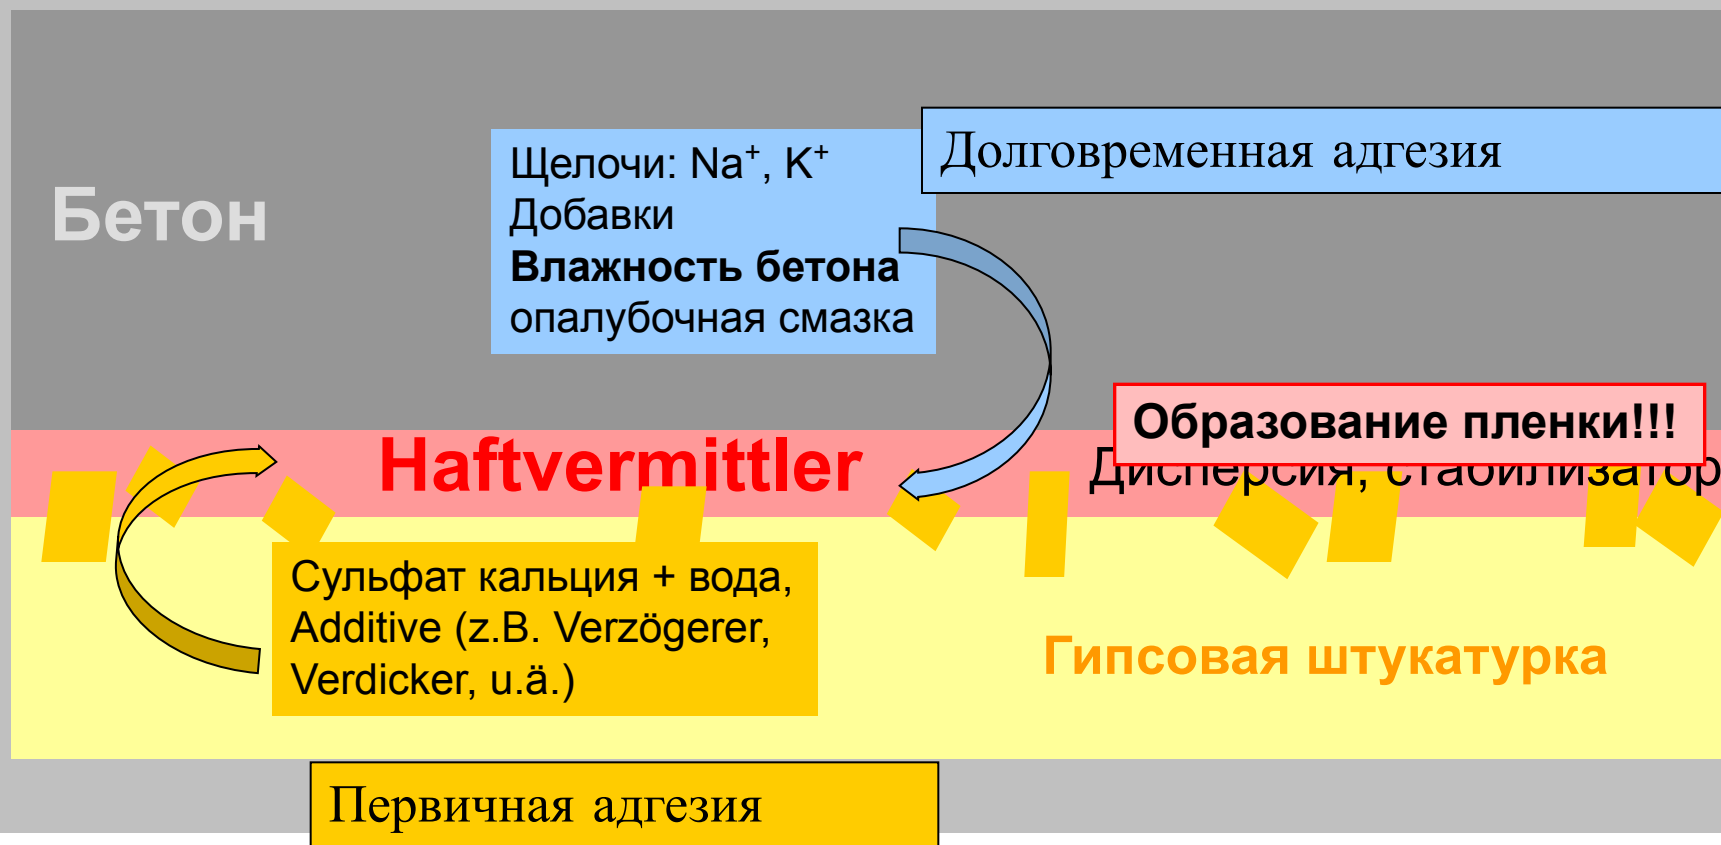 Долговременная адгезия
Щелочи: Na⁺, K⁺
Добавки
Влажность бетона
опалубочная смазка
Бетон
Образование пленки!!!
Haftvermittler
Дисперсия, стабилизатор
Сульфат кальция + вода,
Additive (z.B. Verzögerer,
Verdicker, u.ä.)
Гипсовая штукатурка
Первичная адгезия